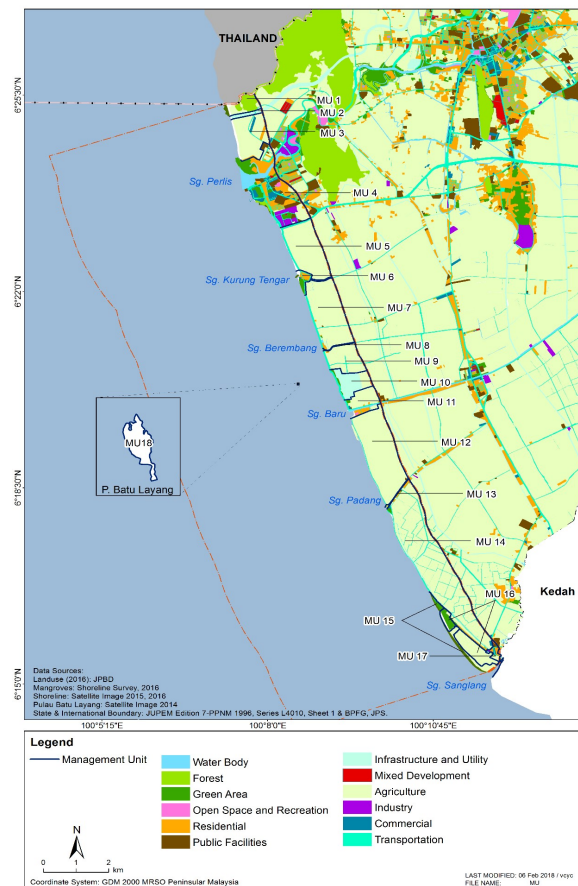 THAILAND
6°25'30"N
MU 1
MU 2
MU 3
Sg. Perlis
MU 4
MU 5
Sg. Kurung Tengar
MU 6
6°22'0"N
MU 7
Sg. Berembang
MU 8
MU 9
MU 10
MU 11
Sg. Baru
MU 12
MU18
P. Batu Layang
6°18'30"N
MU 13
Sg. Padang
MU 14
Kedah
MU 16
MU 15
MU 17
6°15'0"N
Sg. Sanglang
Data Sources:
Landuse (2016): JPBD
Mangroves: Shoreline Survey, 2016
Shoreline: Satellite Image 2015, 2016
Pulau Batu Layang: Satellite Image 2014
State & International Boundary: JUPEM Edition 7-PPNM 1996, Series L4010, Sheet 1 & BPFG, JPS.
100°5'15"E 100°8'0"E 100°10'45"E
Legend
Management Unit
Water Body
Forest
Green Area
Open Space and Recreation
Residential
Public Facilities
Infrastructure and Utility
Mixed Development
Agriculture
Industry
Commercial
Transportation
N
0 1 2
km
Coordinate System: GDM 2000 MRSO Peninsular Malaysia
LAST MODIFIED: 06 Feb 2018 / vcyc
FILE NAME: MU